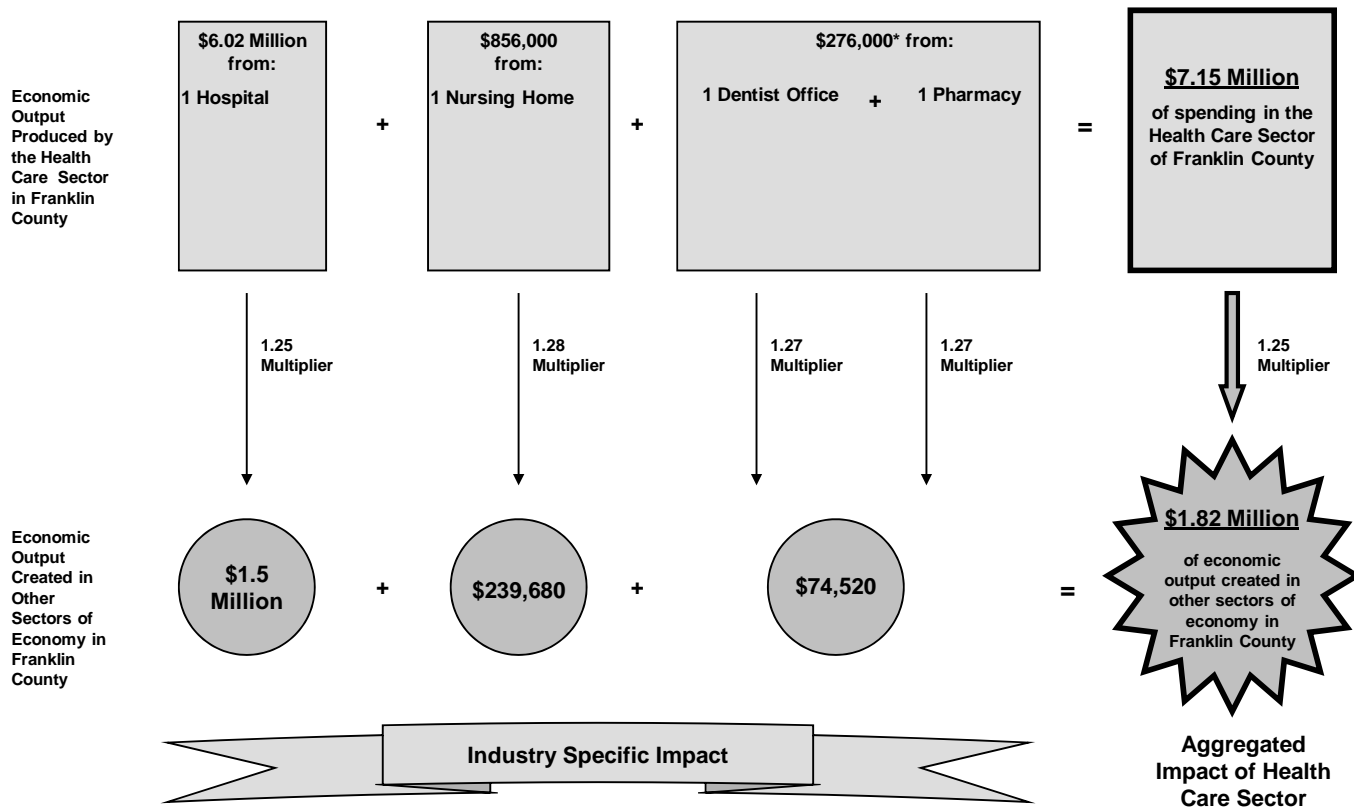 Economic
Output
Produced by
the Health
Care Sector
in Franklin
County
$6.02 Million
from:
1 Hospital
+
$856,000
from:
1 Nursing Home
+
$276,000* from:
1 Dentist Office + 1 Pharmacy
=
$7.15 Million
of spending in the
Health Care Sector
of Franklin County
1.25
Multiplier
1.28
Multiplier
1.27
Multiplier
1.27
Multiplier
1.25
Multiplier
Economic
Output
Created in
Other
Sectors of
Economy in
Franklin
County
$1.5
Million
+
$239,680
+
$74,520
=
$1.82 Million
of economic
output created in
other sectors of
economy in
Franklin County
Industry Specific Impact
Aggregated
Impact of Health
Care Sector